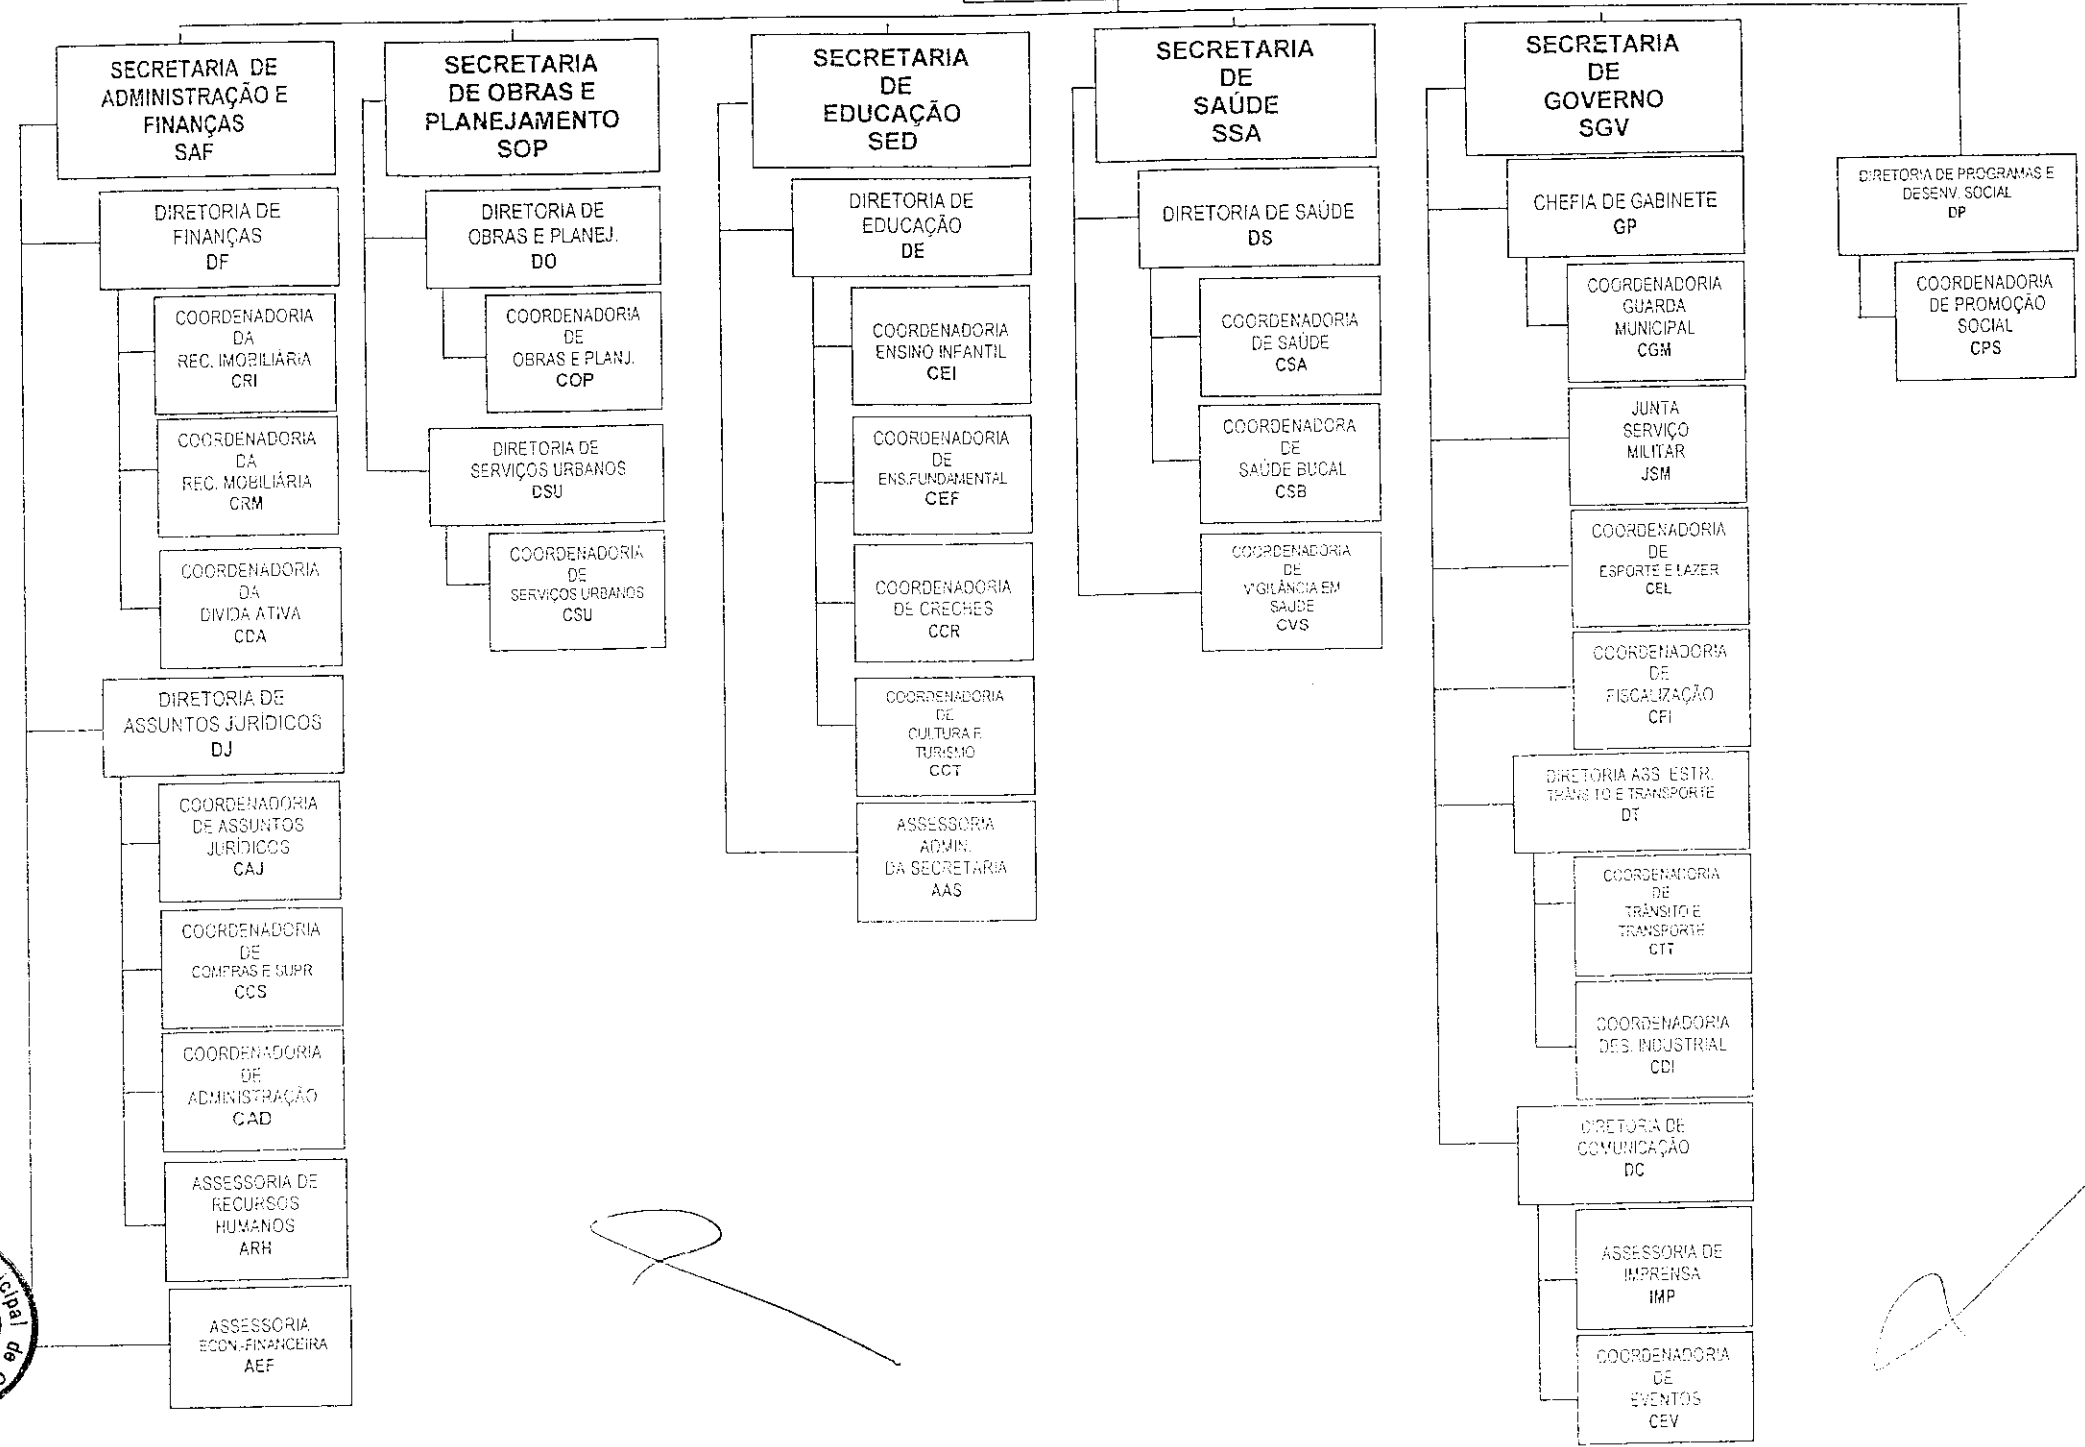 SECRETARIA DE
ADMINISTRAÇÃO E
FINANÇAS
SAF
DIRETORIA DE
FINANÇAS
DF
COORDENADORIA
DA
REC. IMOBILIÁRIA
CRI
COORDENADORIA
DA
REC. MOBILIÁRIA
CRM
COORDENADORIA
DA
DIVIDA ATIVA
CDA
DIRETORIA DE
ASSUNTOS JURÍDICOS
DJ
COORDENADORIA
DE ASSUNTOS
JURÍDICOS
CAJ
COORDENADORIA
DE
COMPRAS E SUPR
CCS
COORDENADORIA
DE
ADMINISTRAÇÃO
CAD
ASSESSORIA DE
RECURSOS
HUMANOS
ARH
ASSESSORIA
ECON.-FINANCEIRA
AEF
SECRETARIA
DE OBRAS E
PLANEJAMENTO
SOP
DIRETORIA DE
OBRAS E PLANEJ.
DO
COORDENADORIA
DE
OBRAS E PLANJ.
COP
DIRETORIA DE
SERVIÇOS URBANOS
DSU
COORDENADORIA
DE
SERVIÇOS URBANOS
CSU
SECRETARIA
DE
EDUCAÇÃO
SED
DIRETORIA DE
EDUCAÇÃO
DE
COORDENADORIA
ENSINO INFANTIL
CEI
COORDENADORIA
DE
ENS.FUNDAMENTAL
CEF
COORDENADORIA
DE CRECHES
CCR
COORDENADORIA
DE
CULTURA E
TURISMO
CCT
ASSESSORIA
ADMIN.
DA SECRETARIA
AAS
SECRETARIA
DE
SAÚDE
SSA
DIRETORIA DE SAÚDE
DS
COORDENADORIA
DE SAÚDE
CSA
COORDENADORA
DE
SAÚDE BUCAL
CSB
COORDENADORIA
DE
VIGILÂNCIA EM
SAÚDE
CVS
SECRETARIA
DE
GOVERNO
SGV
CHEFIA DE GABINETE
GP
COORDENADORIA
GUARDA
MUNICIPAL
CGM
JUNTA
SERVIÇO
MILITAR
JSM
COORDENADORIA
DE
ESPORTE E LAZER
CEL
COORDENADORIA
DE
FISCALIZAÇÃO
CFI
DIRETORIA ASS. ESTR.
TRÂNSITO E TRANSPORTE
DT
COORDENADORIA
DE
TRÂNSITO E
TRANSPORTE
CTT
COORDENADORIA
DES. INDUSTRIAL
CDI
DIRETORIA DE
COMUNICAÇÃO
DC
ASSESSORIA DE
IMPRENSA
IMP
COORDENADORIA
DE
EVENTOS
CEV
DIRETORIA DE PROGRAMAS E
DESENV. SOCIAL
DP
COORDENADORIA
DE PROMOÇÃO
SOCIAL
CPS
icipal de